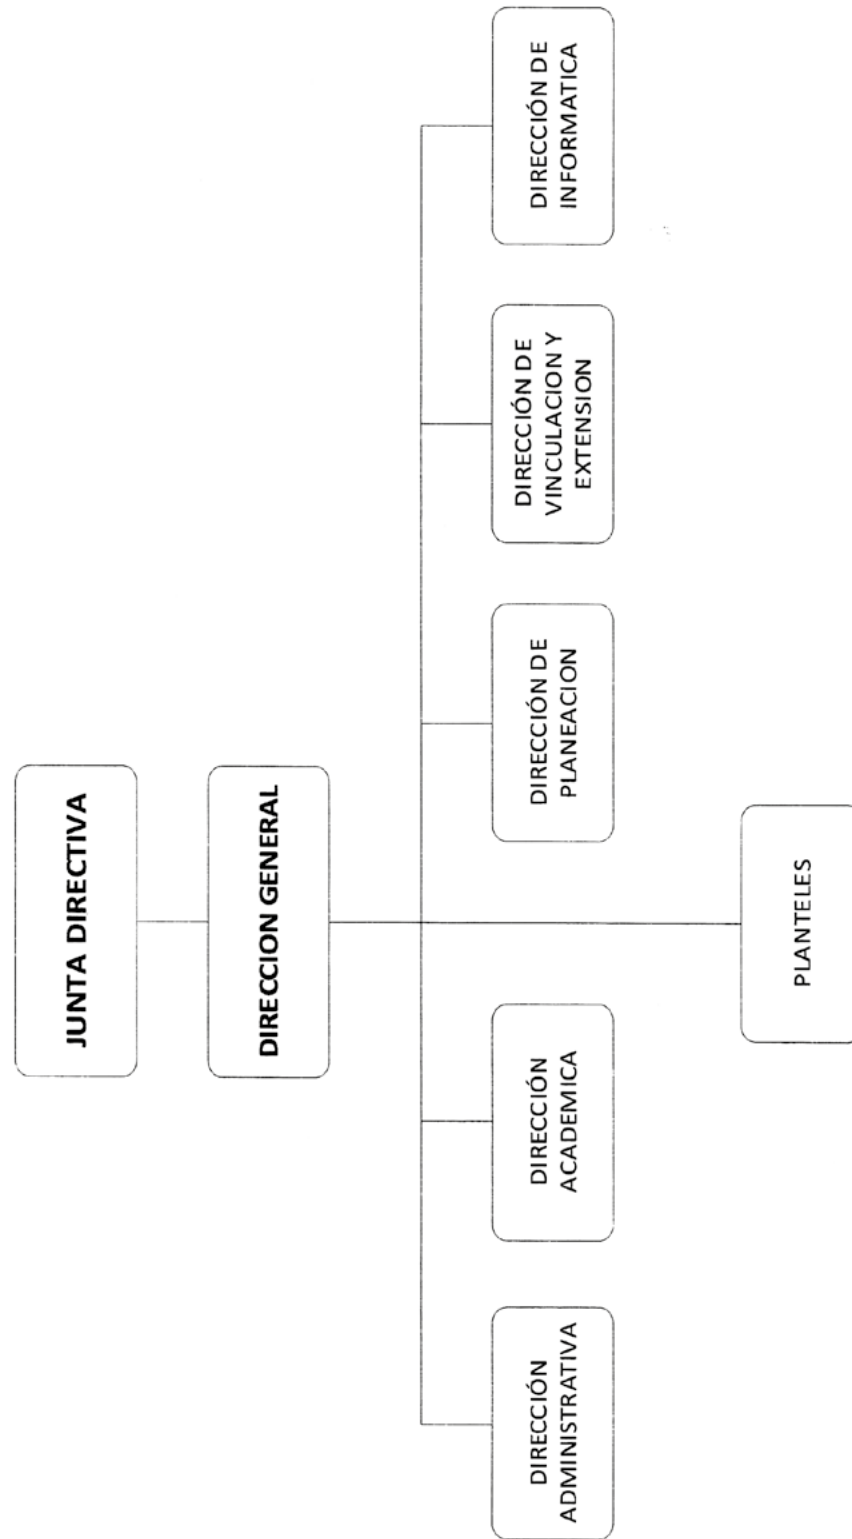 JUNTA DIRECTIVA
DIRECCION GENERAL
DIRECCIÓN
ADMINISTRATIVA
DIRECCIÓN
ACADEMICA
DIRECCIÓN DE
PLANEACION
DIRECCIÓN DE
VINCULACION Y
EXTENSION
DIRECCIÓN DE
INFORMATICA
PLANTELES